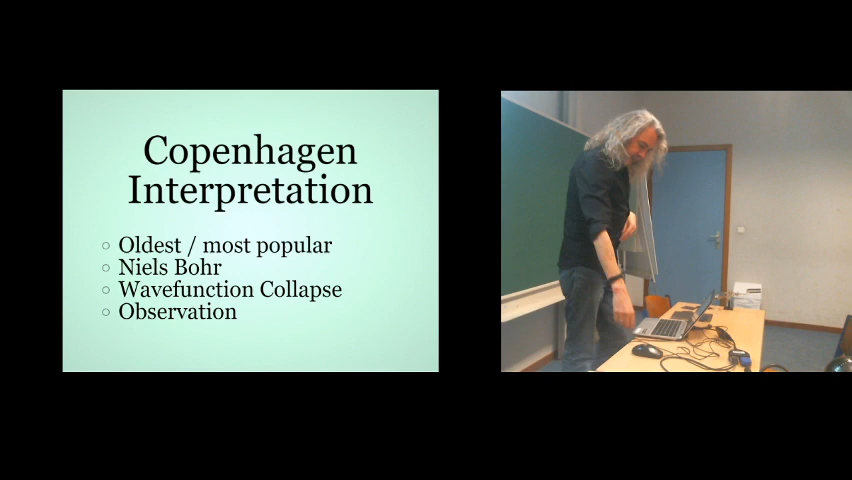 Copenhagen
Interpretation
Oldest / most popular
Niels Bohr
Wavefunction Collapse
Observation